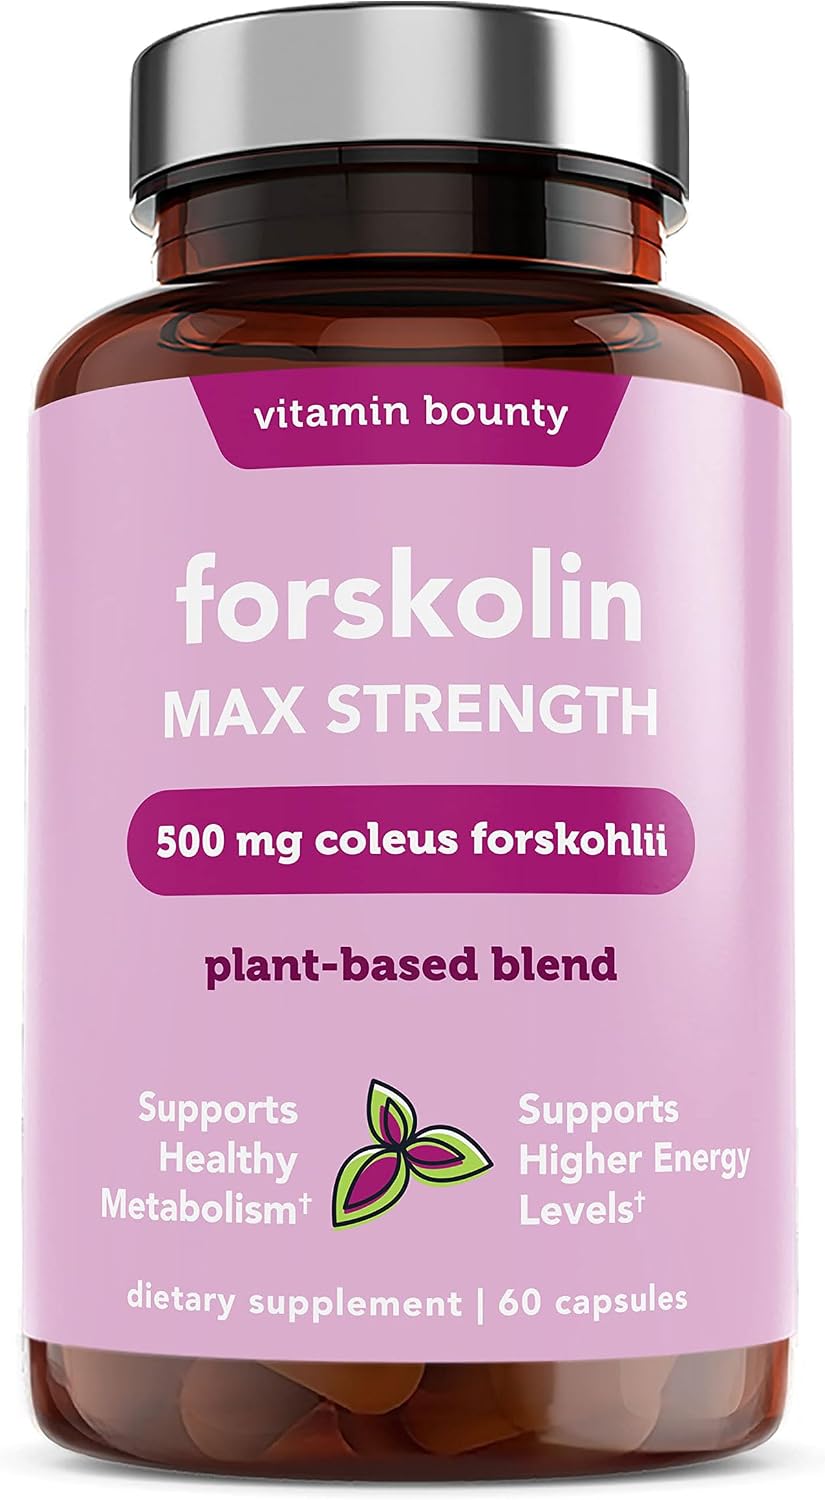 vitamin bounty
forskolin
MAX STRENGTH
500 mg coleus forskohlii
plant-based blend
Supports
Healthy
Metabolism†
Supports
Higher Energy
Levels†
dietary supplement | 60 capsules